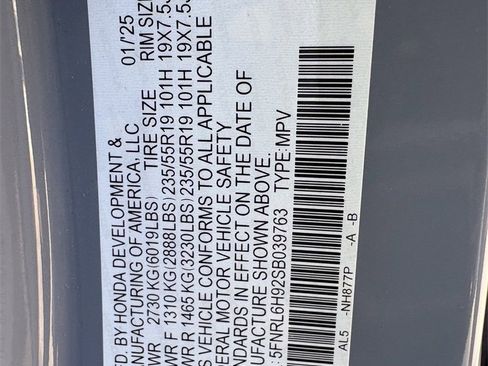 FD. BY HONDA DEVELOPMENT &
NUFACTURING OF AMERICA, LLC 01/'25
WR 2730 KG(6019LBS) TIRE SIZE RIM SIZ
WR F 1310 KG(2888LBS) 235/55R19 101H 19X7.5
WR R 1465 KG(3230LBS) 235/55R19 101H 19X7.5
S VEHICLE CONFORMS TO ALL APPLICABLE
ERAL MOTOR VEHICLE SAFETY
NDARDS IN EFFECT ON THE DATE OF
UFACTURE SHOWN ABOVE.
: 5FNRL6H92SB039763 TYPE: MPV
AL5 -NH877P -A -B